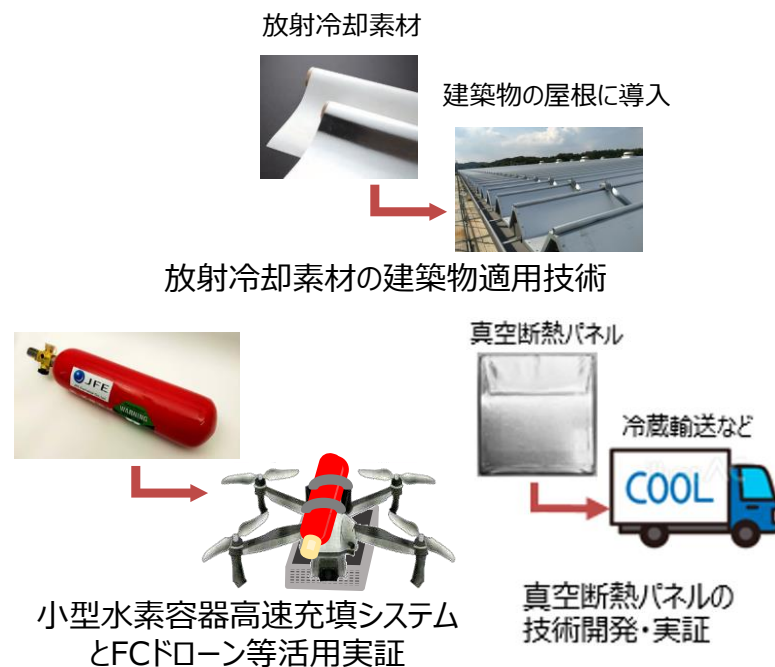 放射冷却素材
建築物の屋根に導入
放射冷却素材の建築物適用技術
JFE
WARNING
真空断熱パネル
冷蔵輸送など
COOL
小型水素容器高速充填システム
とFCドローン等活用実証
真空断熱パネルの
技術開発・実証